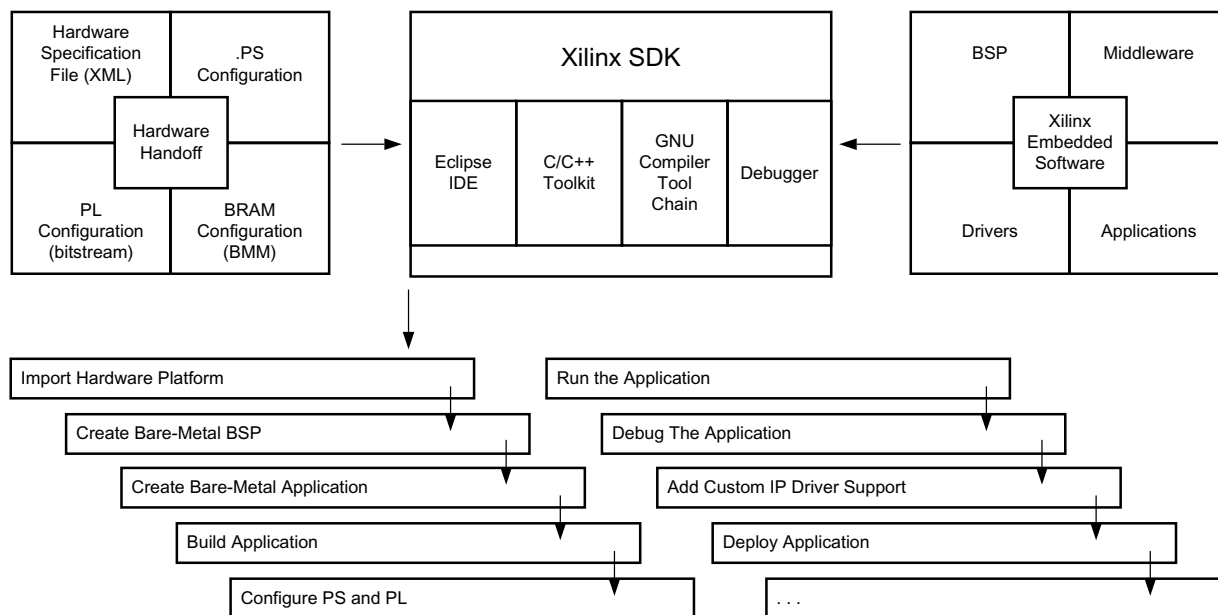 Hardware
Specification
File (XML)
.PS
Configuration
Hardware
Handoff
PL
Configuration
(bitstream)
BRAM
Configuration
(BMM)
Xilinx SDK
Eclipse
IDE
C/C++
Toolkit
GNU
Compiler
Tool
Chain
Debugger
BSP
Middleware
Xilinx
Embedded
Software
Drivers
Applications
Import Hardware Platform
Create Bare-Metal BSP
Create Bare-Metal Application
Build Application
Configure PS and PL
Run the Application
Debug The Application
Add Custom IP Driver Support
Deploy Application
. . .